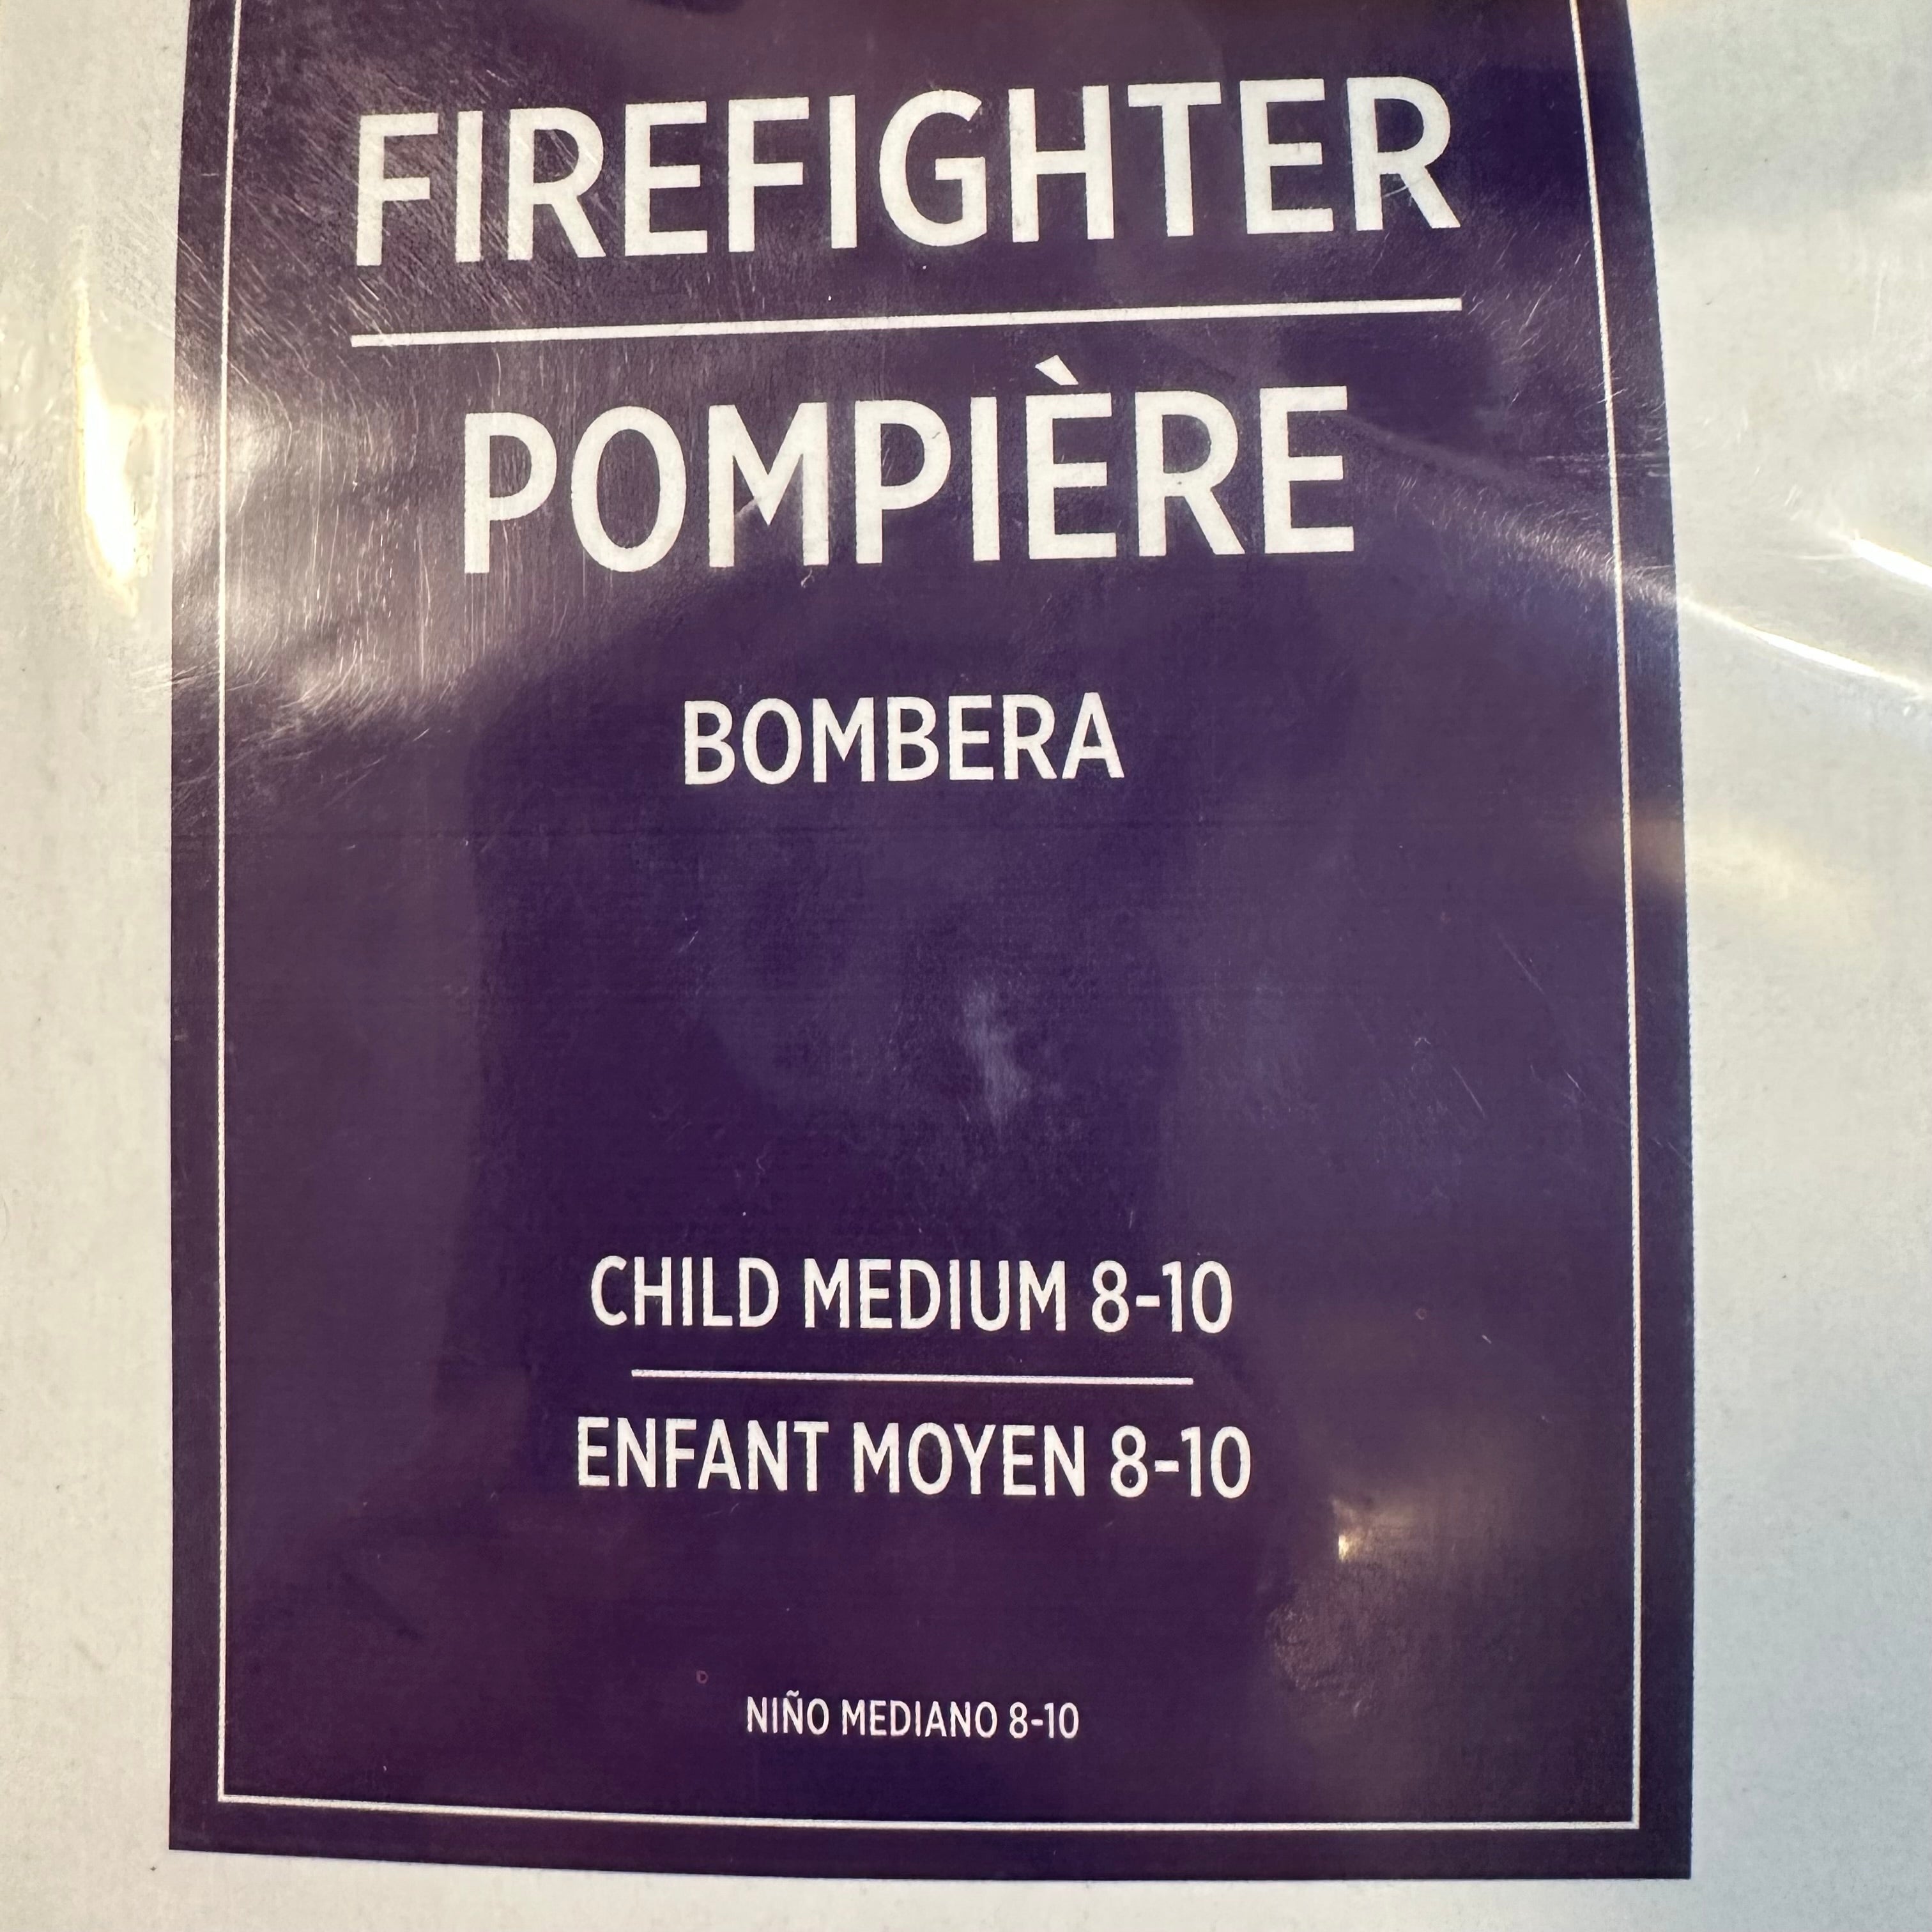 FIREFIGHTER
POMPIÈRE
BOMBERA
CHILD MEDIUM 8-10
ENFANT MOYEN 8-10
NIÑO MEDIANO 8-10